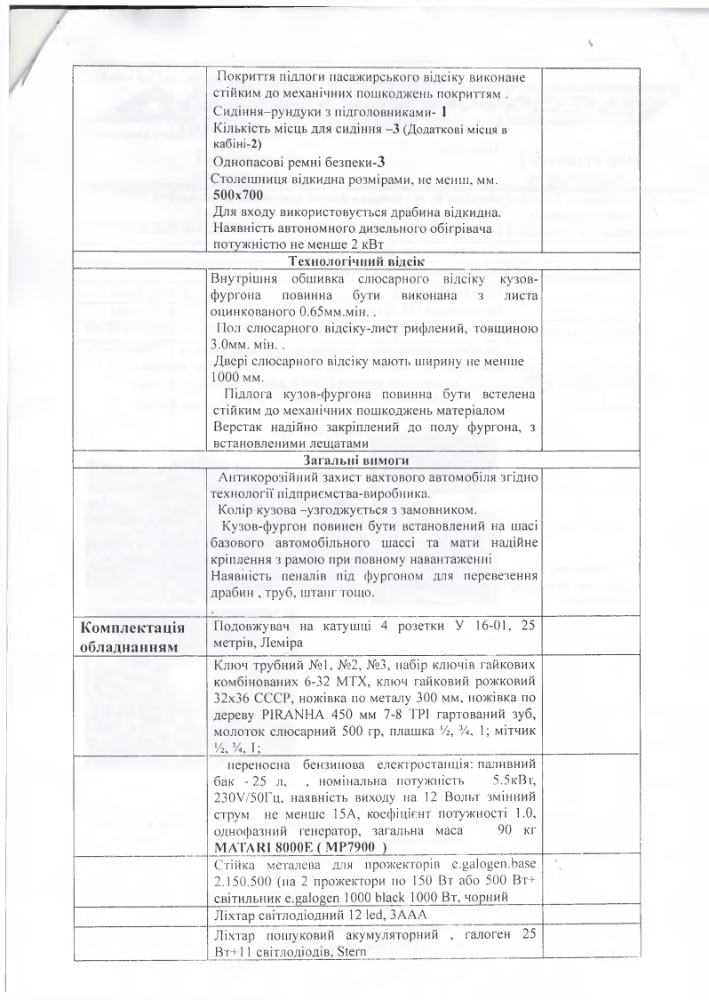 Покриття підлоги пасажирського відсіку виконане
стійким до механічних пошкоджень покриттям .
Сидіння–рундуки з підголовниками- 1
Кількість місць для сидіння –3 (Додаткові місця в
кабіні-2)
Однопасові ремні безпеки-3
Столешниця відкидна розмірами, не менш, мм.
500х700
Для входу використовується драбина відкидна.
Наявність автономного дизельного обігрівача
потужністю не менше 2 кВт
Технологічний відсік
Внутрішня обшивка слюсарного відсіку кузов-
фургона повинна бути виконана з листа
оцинкованого 0.65мм.мін. .
Пол слюсарного відсіку-лист рифлений, товщиною
3.0мм. мін. .
Двері слюсарного відсіку мають ширину не менше
1000 мм.
Підлога кузов-фургона повинна бути встелена
стійким до механічних пошкоджень матеріалом
Верстак надійно закріплений до полу фургона, з
встановленими лещатами
Загальні вимоги
Антикорозійний захист вахтового автомобіля згідно
технології підприємства-виробника.
Колір кузова –узгоджується з замовником.
Кузов-фургон повинен бути встановлений на шасі
базового автомобільного шассі та мати надійне
кріплення з рамою при повному навантаженні
Наявність пеналів під фургоном для перевезення
драбин , труб, штанг тощо.
.
Комплектація
обладнанням
Подовжувач на катушці 4 розетки У 16-01, 25
метрів, Леміра
Ключ трубний №1, №2, №3, набір ключів гайкових
комбінованих 6-32 МТХ, ключ гайковий рожковий
32х36 СССР, ножівка по металу 300 мм, ножівка по
дереву PIRANHA 450 мм 7-8 TPI гартований зуб,
молоток слюсарний 500 гр, плашка ½, ¾, 1; мітчик
½, ¾, 1;
переносна бензинова електростанція: паливний
бак - 25 л, , номінальна потужність 5.5кВт,
230V/50Гц, наявність виходу на 12 Вольт змінний
струм не менше 15А, коефіцієнт потужності 1.0,
однофазний генератор, загальна маса 90 кг
MATARI 8000E ( MP7900 )
Стійка металева для прожекторів e.galogen.base
2.150.500 (на 2 прожектори по 150 Вт або 500 Вт+
світильник e.galogen 1000 black 1000 Вт, чорний
Ліхтар світлодіодний 12 led, 3ААА
Ліхтар пошуковий акумуляторний , галоген 25
Вт+11 світлодіодів, Stern